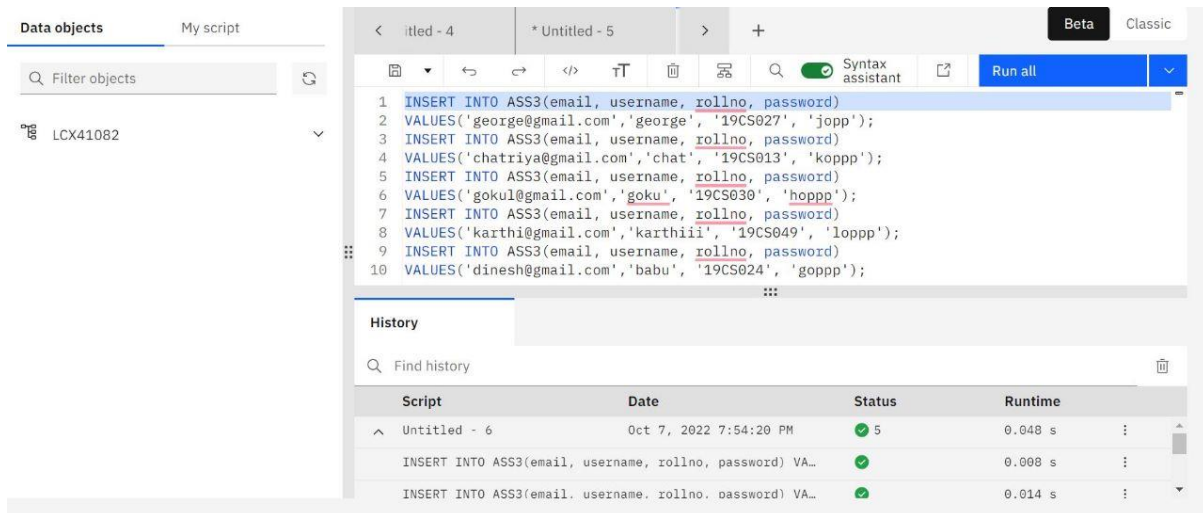 Data objects
My script
Filter objects
LCX41082
itled - 4
* Untitled - 5
Beta
Classic
Syntax
assistant
Run all
1 INSERT INTO ASS3(email, username, rollno, password)
2 VALUES('george@gmail.com','george', '19CS027', 'jopp');
3 INSERT INTO ASS3(email, username, rollno, password)
4 VALUES('chatriya@gmail.com','chat', '19CS013', 'koppp');
5 INSERT INTO ASS3(email, username, rollno, password)
6 VALUES('gokul@gmail.com','goku', '19CS030', 'hoppp');
7 INSERT INTO ASS3(email, username, rollno, password)
8 VALUES('karthi@gmail.com','karthiii', '19CS049', 'loppp');
9 INSERT INTO ASS3(email, username, rollno, password)
10 VALUES('dinesh@gmail.com','babu', '19CS024', 'goppp');
History
Find history
Script Date Status Runtime
Untitled - 6 Oct 7, 2022 7:54:20 PM 5 0.048 s
INSERT INTO ASS3(email, username, rollno, password) VA… 0.008 s
INSERT INTO ASS3(email, username, rollno, password) VA… 0.014 s